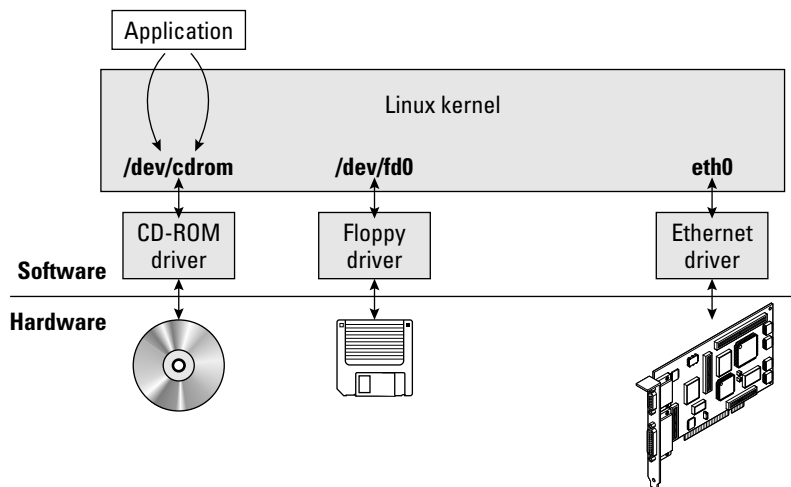 Application
Linux kernel
/dev/cdrom
/dev/fd0
eth0
CD-ROM
driver
Floppy
driver
Ethernet
driver
Software
Hardware